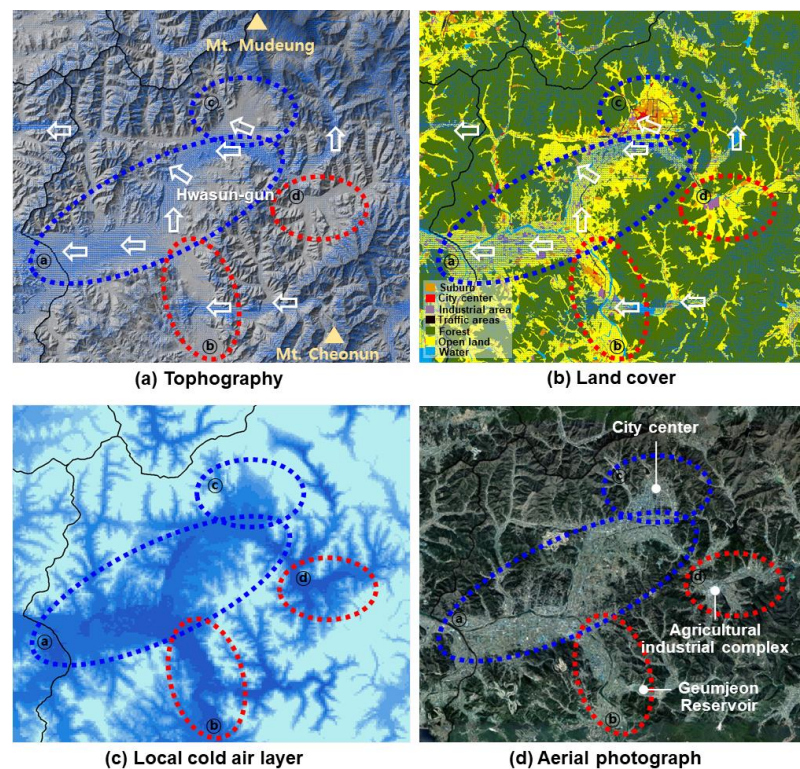 Mt. Mudeung
ⓒ
Hwasun-gun
ⓓ
ⓐ
ⓑ
Mt. Cheonun
(a) Tophography
ⓒ
ⓓ
ⓐ
Suburb
City center
Industrial area
Traffic areas
Forest
Open land
Water
ⓑ
(b) Land cover
ⓒ
ⓓ
ⓐ
ⓑ
(c) Local cold air layer
City center
ⓒ
ⓓ
ⓐ
Agricultural
industrial complex
Geumjeon
Reservoir
ⓑ
(d) Aerial photograph